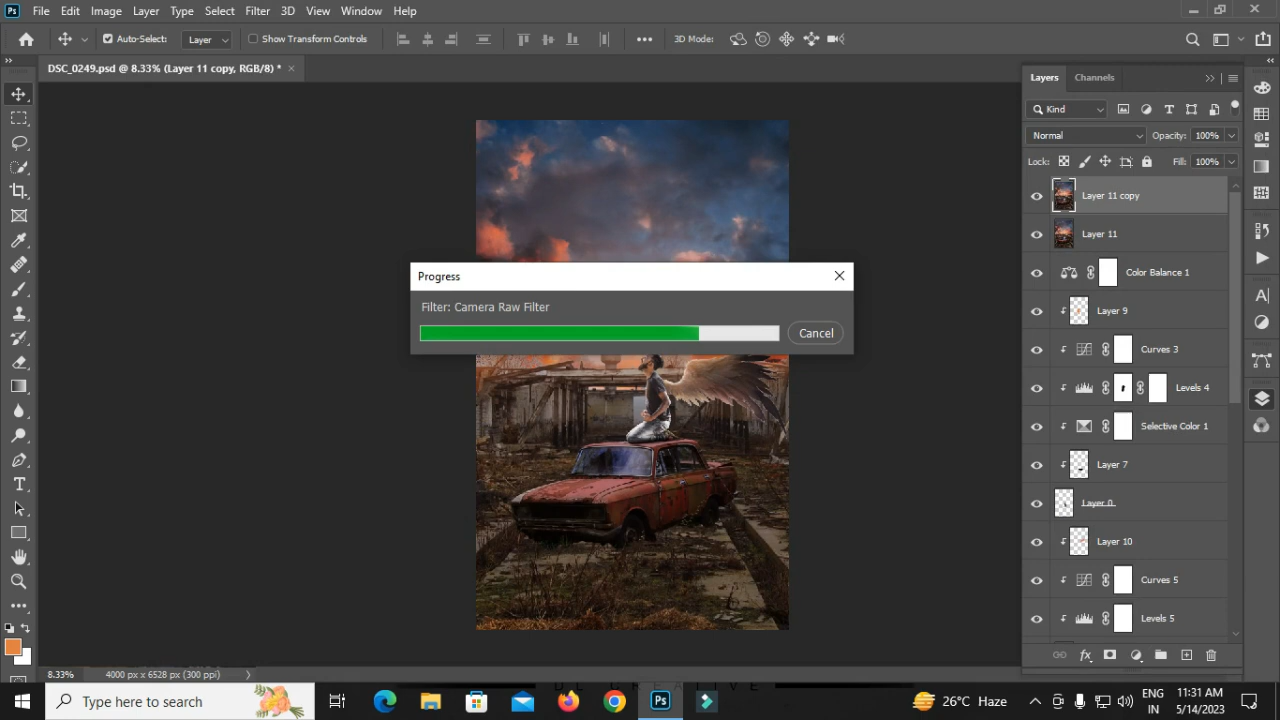 Ps File Edit Image Layer Type Select Filter 3D View Window Help
Auto-Select: Layer Show Transform Controls 3D Mode:
DSC_0249.psd @ 8.33% (Layer 11 copy, RGB/8) *
Layers Channels
Kind
Normal Opacity: 100%
Lock: Fill: 100%
Layer 11 copy
Layer 11
Color Balance 1
Layer 9
Curves 3
Levels 4
Selective Color 1
Layer 7
Layer 0
Layer 10
Curves 5
Levels 5
Progress
Filter: Camera Raw Filter
Cancel
8.33% 4000 px x 6528 px (300 ppi)
Type here to search
26°C Haze
ENG
IN
11:31 AM
5/14/2023